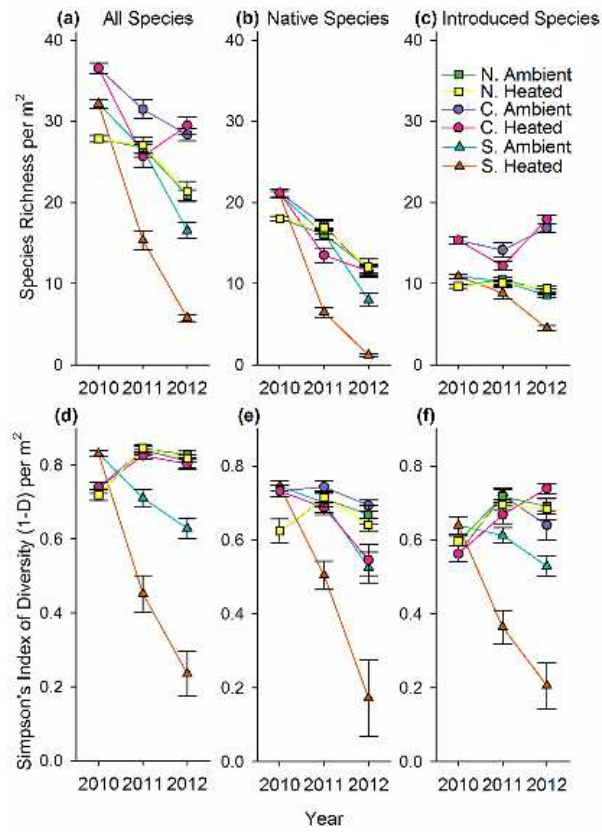 (a) All Species
(b) Native Species
(c) Introduced Species
Species Richness per m²
40
30
20
10
0
2010 2011 2012
40
30
20
10
0
2010 2011 2012
40
30
20
10
0
2010 2011 2012
N. Ambient
N. Heated
C. Ambient
C. Heated
S. Ambient
S. Heated
(d)
(e)
(f)
Simpson's Index of Diversity (1-D) per m²
0.8
0.6
0.4
0.2
0.0
2010 2011 2012
0.8
0.6
0.4
0.2
0.0
2010 2011 2012
0.8
0.6
0.4
0.2
0.0
2010 2011 2012
Year